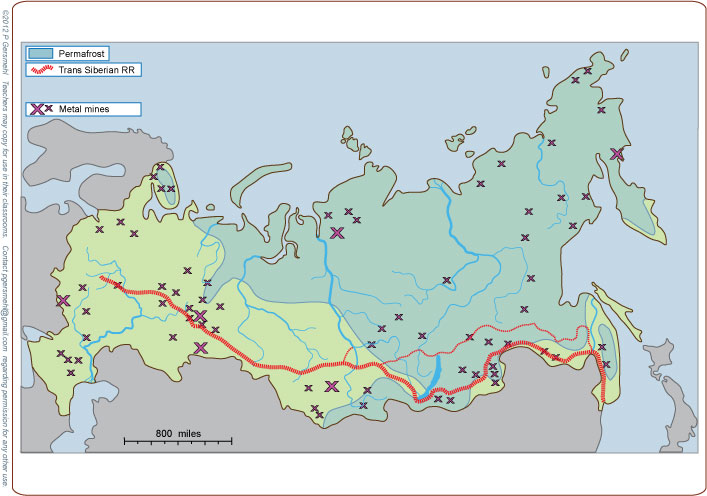 Permafrost
Trans Siberian RR
Metal mines
800 miles
©2012 P Gersmehl Teachers may copy for use in their classrooms. Contact pgersmehl@gmail.com regarding permission for any other use.